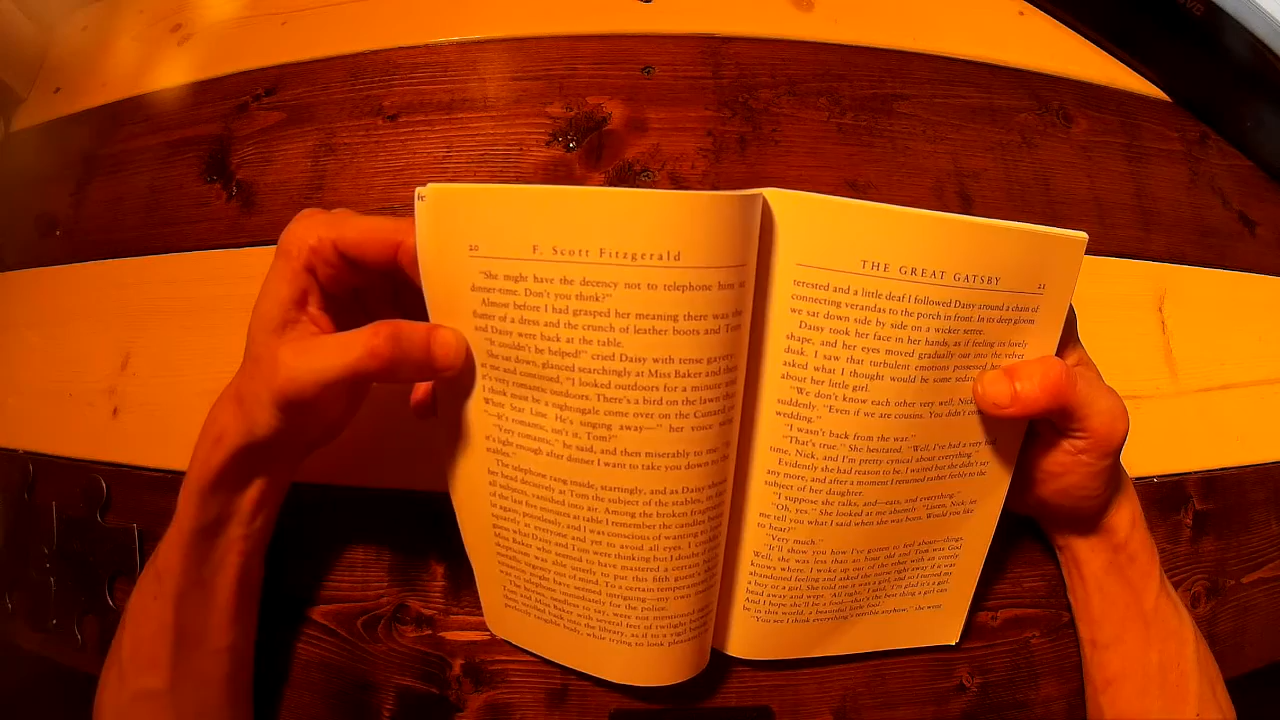 20
F. Scott Fitzgerald
"She might have the decency not to telephone him at
dinner-time. Don't you think?"
Almost before I had grasped her meaning there was the
flutter of a dress and the crunch of leather boots and Tom
and Daisy were back at the table.
"It couldn't be helped!" cried Daisy with tense gayety.
She sat down, glanced searchingly at Miss Baker and then
at me and continued, "I looked outdoors for a minute and
it's very romantic outdoors. There's a bird on the lawn that
I think must be a nightingale come over on the Cunard or
White Star Line. He's singing away—" her voice sang
"—It's romantic, isn't it, Tom?"
"Very romantic," he said, and then miserably to me: "If
it's light enough after dinner I want to take you down to the
stables."
The telephone rang inside, startlingly, and as Daisy shook
her head decisively at Tom the subject of the stables, in fact
all subjects, vanished into air. Among the broken fragments
of the last five minutes at table I remember the candles being
lit again, pointlessly, and I was conscious of wanting to look
squarely at every one and yet to avoid all eyes. I couldn't
guess what Daisy and Tom were thinking but I doubt if even
Miss Baker who seemed to have mastered a certain hardy
skepticism was able utterly to put this fifth guest's shrill
metallic urgency out of mind. To a certain temperament the
situation might have seemed intriguing—my own instinct
was to telephone immediately for the police.
The horses, needless to say, were not mentioned again.
Tom and Miss Baker with several feet of twilight between
them strolled back into the library, as if to a vigil beside a
perfectly tangible body, while trying to look pleasantly
THE GREAT GATSBY
21
terested and a little deaf I followed Daisy around a chain of
connecting verandas to the porch in front. In its deep gloom
we sat down side by side on a wicker settee.
Daisy took her face in her hands, as if feeling its lovely
shape, and her eyes moved gradually out into the velvet
dusk. I saw that turbulent emotions possessed her,
asked what I thought would be some sedative
about her little girl.
"We don't know each other very well, Nick,"
suddenly. "Even if we are cousins. You didn't come
wedding."
"I wasn't back from the war."
"That's true." She hesitated. "Well, I've had a very bad
time, Nick, and I'm pretty cynical about everything."
Evidently she had reason to be. I waited but she didn't say
any more, and after a moment I returned rather feebly to the
subject of her daughter.
"I suppose she talks, and—eats, and everything."
"Oh, yes." She looked at me absently. "Listen, Nick; let
me tell you what I said when she was born. Would you like
to hear?"
"Very much."
"It'll show you how I've gotten to feel about—things.
Well, she was less than an hour old and Tom was God
knows where. I woke up out of the ether with an utterly
abandoned feeling and asked the nurse right away if it was
a boy or a girl. She told me it was a girl, and so I turned my
head away and wept. 'All right,' I said, 'I'm glad it's a girl.
And I hope she'll be a fool—that's the best thing a girl can
be in this world, a beautiful little fool.'
"You see I think everything's terrible anyhow," she went